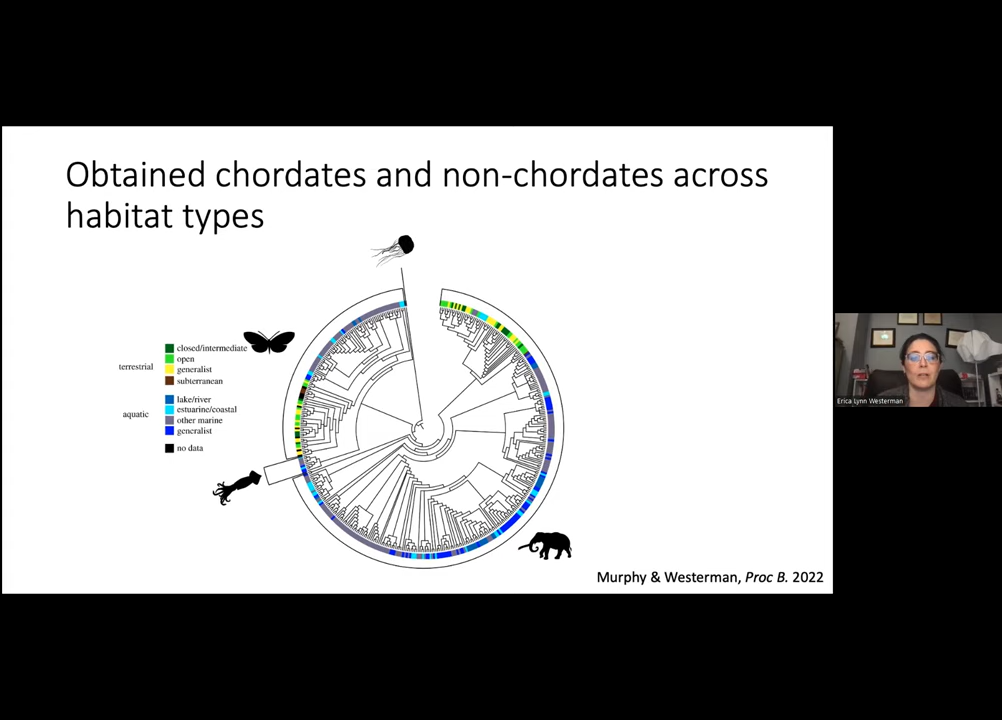 Obtained chordates and non-chordates across
habitat types
terrestrial
closed/intermediate
open
generalist
subterranean
aquatic
lake/river
estuarine/coastal
other marine
generalist
no data
Murphy & Westerman, Proc B. 2022
Erica Lynn Westerman